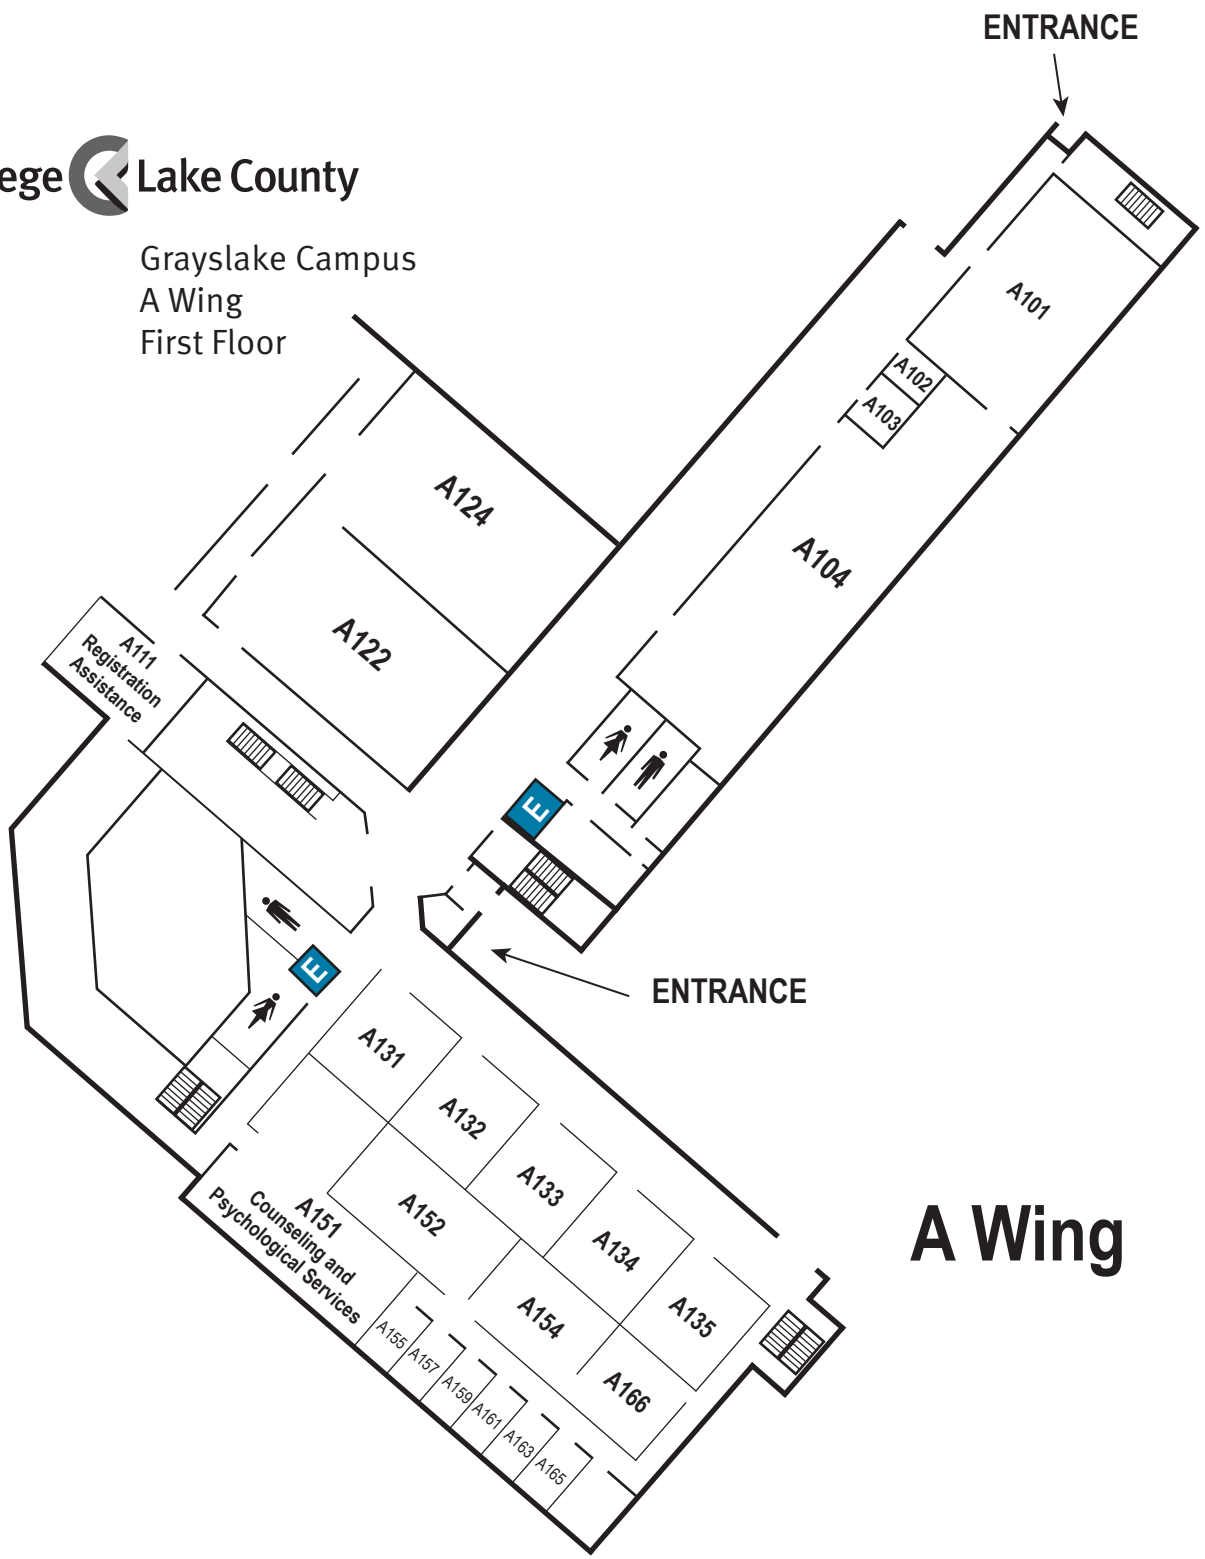 ENTRANCE
ege Lake County
Grayslake Campus
A Wing
First Floor
A101
A102
A103
A124
A104
A122
A111
Registration
Assistance
E
E
ENTRANCE
A131
A132
A133
A134
A135
A151
Counseling and
Psychological Services
A152
A154
A166
A155
A157
A159
A161
A163
A165
A Wing